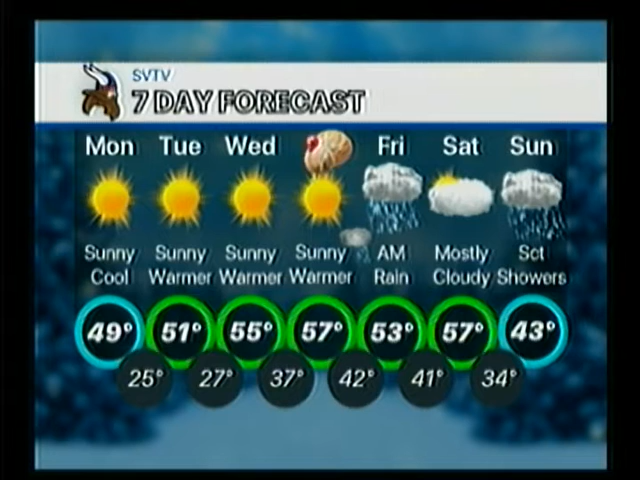 SVTV
7 DAY FORECAST
Mon Tue Wed Fri Sat Sun
Sunny Sunny Sunny Sunny AM Mostly Sct
Cool Warmer Warmer Warmer Rain Cloudy Showers
49° 51° 55° 57° 53° 57° 43°
25° 27° 37° 42° 41° 34°